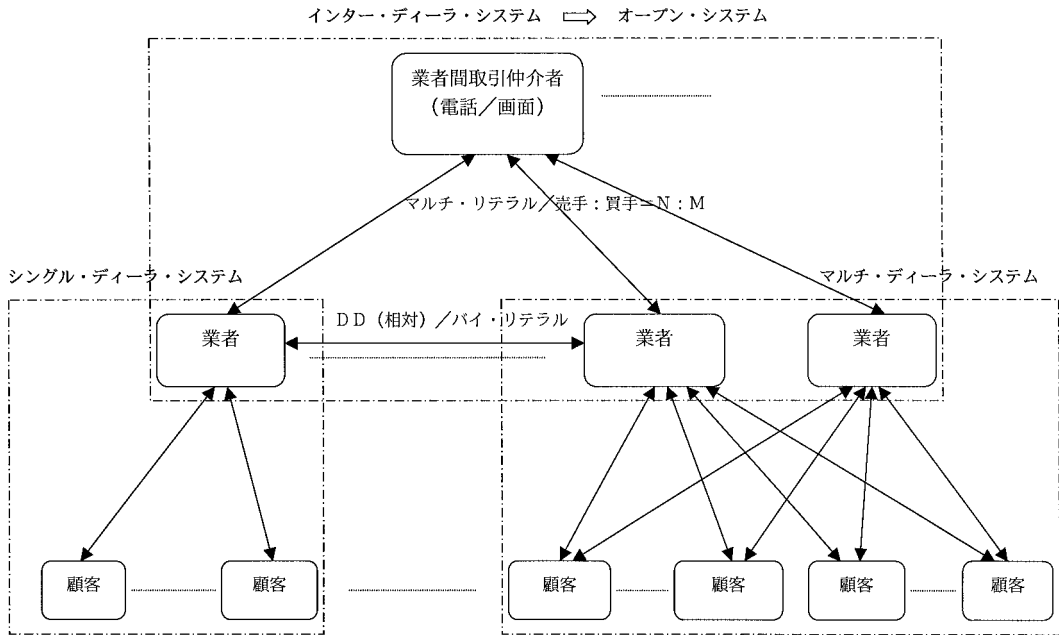 インター・ディーラ・システム ⇨ オープン・システム
業者間取引仲介者
(電話／画面)
マルチ・リテラル／売手：買手＝N：M
シングル・ディーラ・システム
マルチ・ディーラ・システム
業者
DD (相対) ／バイ・リテラル
業者
業者
顧客
顧客
顧客
顧客
顧客
顧客